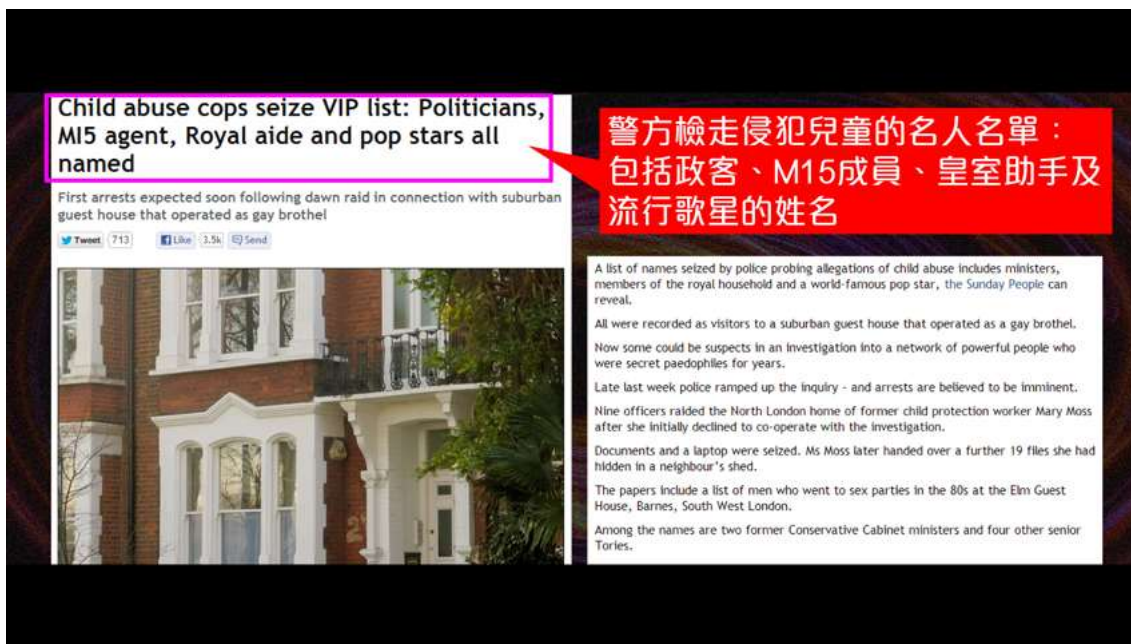 Child abuse cops seize VIP list: Politicians,
MI5 agent, Royal aide and pop stars all
named
First arrests expected soon following dawn raid in connection with suburban
guest house that operated as gay brothel
Tweet 713 Like 3.5k Send
警方檢走侵犯兒童的名人名單：
包括政客、M15成員、皇室助手及
流行歌星的姓名
A list of names seized by police probing allegations of child abuse includes ministers,
members of the royal household and a world-famous pop star, the Sunday People can
reveal.
All were recorded as visitors to a suburban guest house that operated as a gay brothel.
Now some could be suspects in an investigation into a network of powerful people who
were secret paedophiles for years.
Late last week police ramped up the inquiry - and arrests are believed to be imminent.
Nine officers raided the North London home of former child protection worker Mary Moss
after she initially declined to co-operate with the investigation.
Documents and a laptop were seized. Ms Moss later handed over a further 19 files she had
hidden in a neighbour's shed.
The papers include a list of men who went to sex parties in the 80s at the Elm Guest
House, Barnes, South West London.
Among the names are two former Conservative Cabinet ministers and four other senior
Tories.